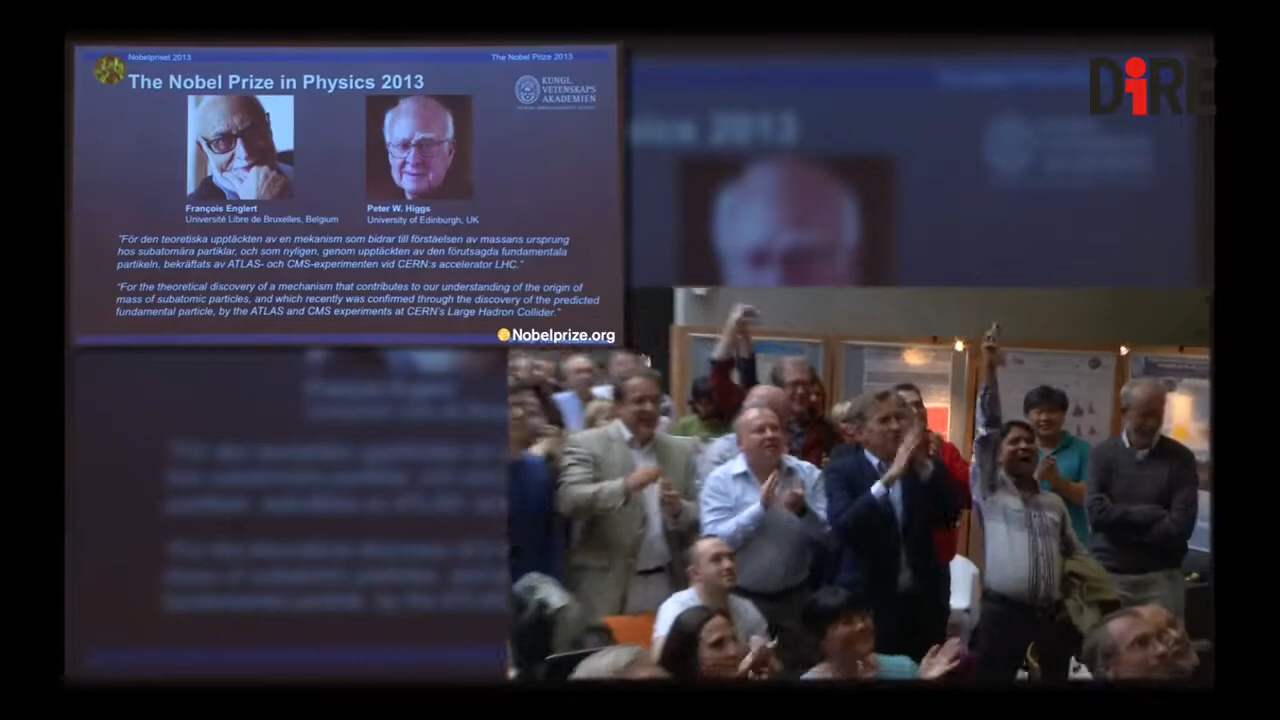 Nobelpriset 2013
The Nobel Prize 2013
The Nobel Prize in Physics 2013
KUNGL.
VETENSKAPS
AKADEMIEN
François Englert
Université Libre de Bruxelles, Belgium
Peter W. Higgs
University of Edinburgh, UK
"För den teoretiska upptäckten av en mekanism som bidrar till förståelsen av massans ursprung
hos subatomära partiklar, och som nyligen, genom upptäckten av den förutsagda fundamentala
partikeln, bekräftats av ATLAS- och CMS-experimenten vid CERN:s accelerator LHC."
"For the theoretical discovery of a mechanism that contributes to our understanding of the origin of
mass of subatomic particles, and which recently was confirmed through the discovery of the predicted
fundamental particle, by the ATLAS and CMS experiments at CERN's Large Hadron Collider."
Nobelprize.org
DiRE
sics 2013